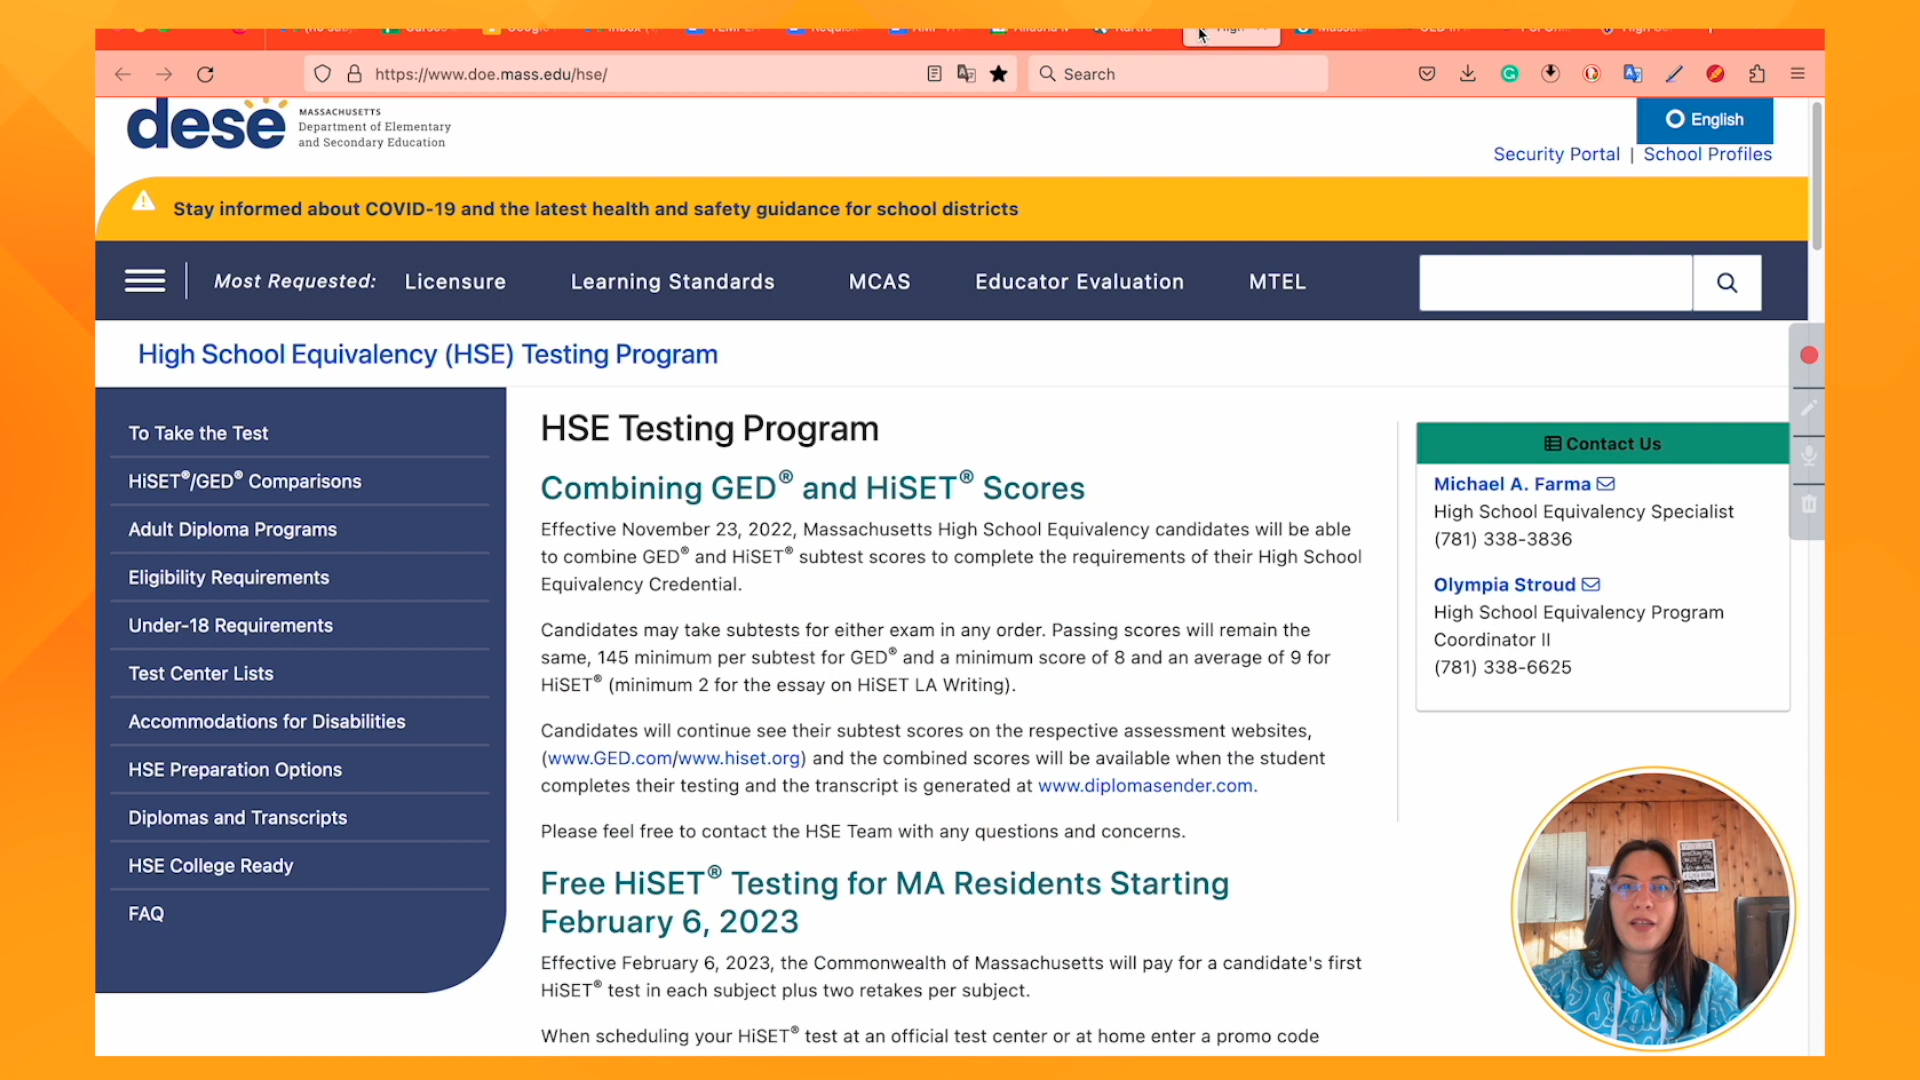 https://www.doe.mass.edu/hse/
Search
dese
MASSACHUSETTS
Department of Elementary
and Secondary Education
English
Security Portal | School Profiles
Stay informed about COVID-19 and the latest health and safety guidance for school districts
Most Requested: Licensure Learning Standards MCAS Educator Evaluation MTEL
High School Equivalency (HSE) Testing Program
To Take the Test
HiSET®/GED® Comparisons
Adult Diploma Programs
Eligibility Requirements
Under-18 Requirements
Test Center Lists
Accommodations for Disabilities
HSE Preparation Options
Diplomas and Transcripts
HSE College Ready
FAQ
HSE Testing Program
Combining GED® and HiSET® Scores
Effective November 23, 2022, Massachusetts High School Equivalency candidates will be able
to combine GED® and HiSET® subtest scores to complete the requirements of their High School
Equivalency Credential.
Candidates may take subtests for either exam in any order. Passing scores will remain the
same, 145 minimum per subtest for GED® and a minimum score of 8 and an average of 9 for
HiSET® (minimum 2 for the essay on HiSET LA Writing).
Candidates will continue see their subtest scores on the respective assessment websites,
(www.GED.com/www.hiset.org) and the combined scores will be available when the student
completes their testing and the transcript is generated at www.diplomasender.com.
Please feel free to contact the HSE Team with any questions and concerns.
Free HiSET® Testing for MA Residents Starting
February 6, 2023
Effective February 6, 2023, the Commonwealth of Massachusetts will pay for a candidate's first
HiSET® test in each subject plus two retakes per subject.
When scheduling your HiSET® test at an official test center or at home enter a promo code
Contact Us
Michael A. Farma
High School Equivalency Specialist
(781) 338-3836
Olympia Stroud
High School Equivalency Program
Coordinator II
(781) 338-6625